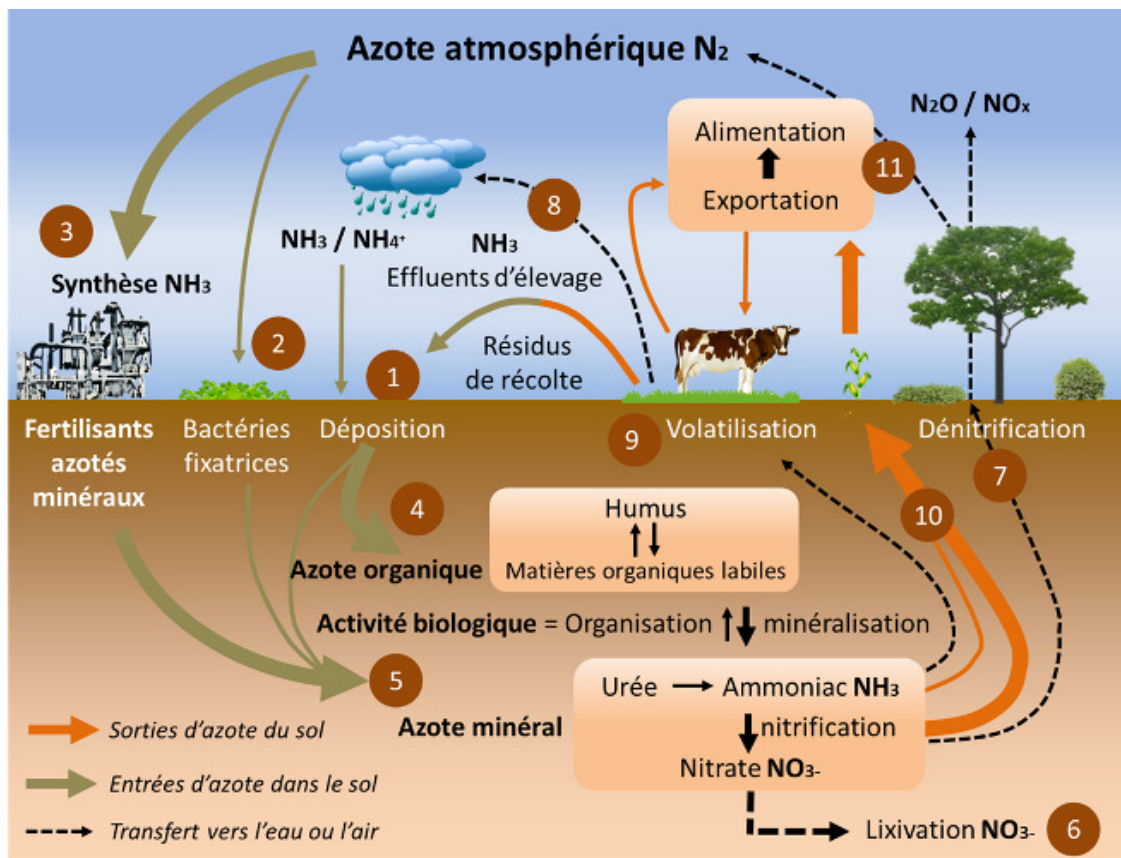 Azote atmosphérique N₂
N₂O / NOₓ
Alimentation
Exportation
11
8
3
NH₃ / NH₄⁺
NH₃
Effluents d'élevage
Synthèse NH₃
2
1
Résidus
de récolte
Fertilisants
azotés
minéraux
Bactéries
fixatrices
Déposition
9
Volatilisation
Dénitrification
7
4
10
Humus
Azote organique
Matières organiques labiles
Activité biologique = Organisation
minéralisation
5
Urée
Ammoniac NH₃
Azote minéral
nitrification
Nitrate NO₃-
Sorties d'azote du sol
Entrées d'azote dans le sol
Transfert vers l'eau ou l'air
Lixivation NO₃-
6